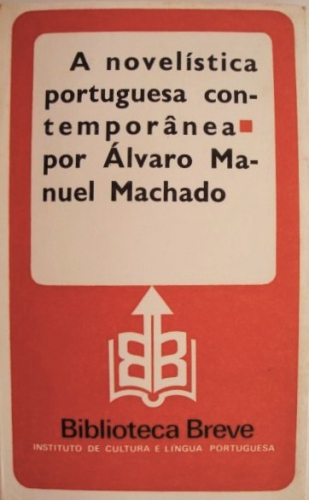 A novelística
portuguesa con-
temporânea
por Álvaro Ma-
nuel Machado
BB
Biblioteca Breve
INSTITUTO DE CULTURA E LÍNGUA PORTUGUESA